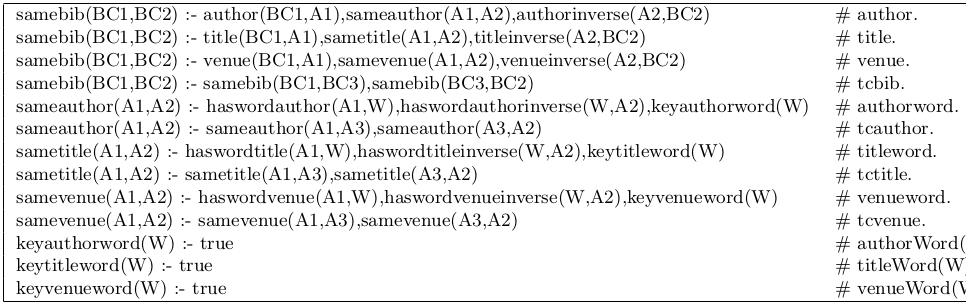 samebib(BC1,BC2) :- author(BC1,A1),sameauthor(A1,A2),authorinverse(A2,BC2) # author.
samebib(BC1,BC2) :- title(BC1,A1),sametitle(A1,A2),titleinverse(A2,BC2) # title.
samebib(BC1,BC2) :- venue(BC1,A1),samevenue(A1,A2),venueinverse(A2,BC2) # venue.
samebib(BC1,BC2) :- samebib(BC1,BC3),samebib(BC3,BC2) # tcbib.
sameauthor(A1,A2) :- haswordauthor(A1,W),haswordauthorinverse(W,A2),keyauthorword(W) # authorword.
sameauthor(A1,A2) :- sameauthor(A1,A3),sameauthor(A3,A2) # tcauthor.
sametitle(A1,A2) :- haswordtitle(A1,W),haswordtitleinverse(W,A2),keytitleword(W) # titleword.
sametitle(A1,A2) :- sametitle(A1,A3),sametitle(A3,A2) # tctitle.
samevenue(A1,A2) :- haswordvenue(A1,W),haswordvenueinverse(W,A2),keyvenueword(W) # venueword.
samevenue(A1,A2) :- samevenue(A1,A3),samevenue(A3,A2) # tcvenue.
keyauthorword(W) :- true # authorWord(
keytitleword(W) :- true # titleWord(W
keyvenueword(W) :- true # venueWord(W